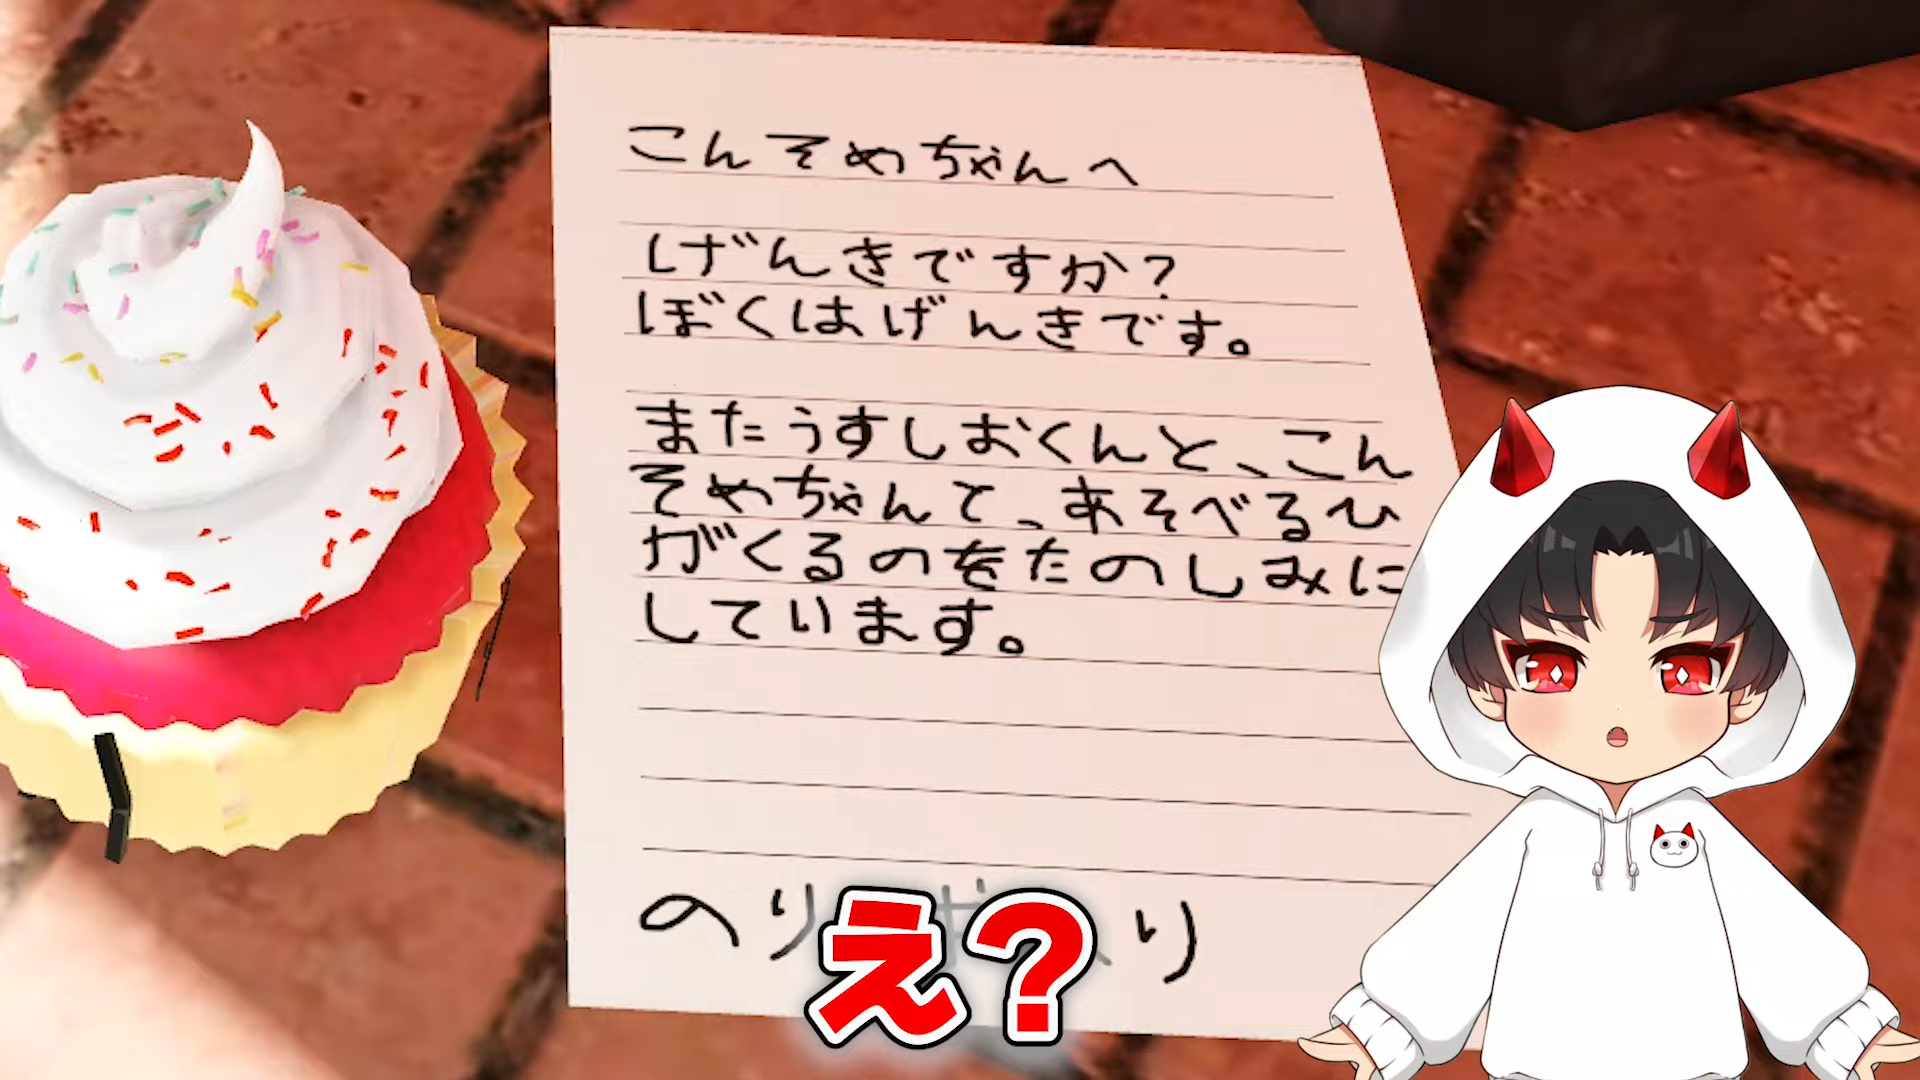 こんそめちゃんへ
げんきですか？
ぼくはげんきです。
またうすしおくんと、こん
そめちゃんと、あそべるひ
がくるのをたのしみに
しています。
のり
え？